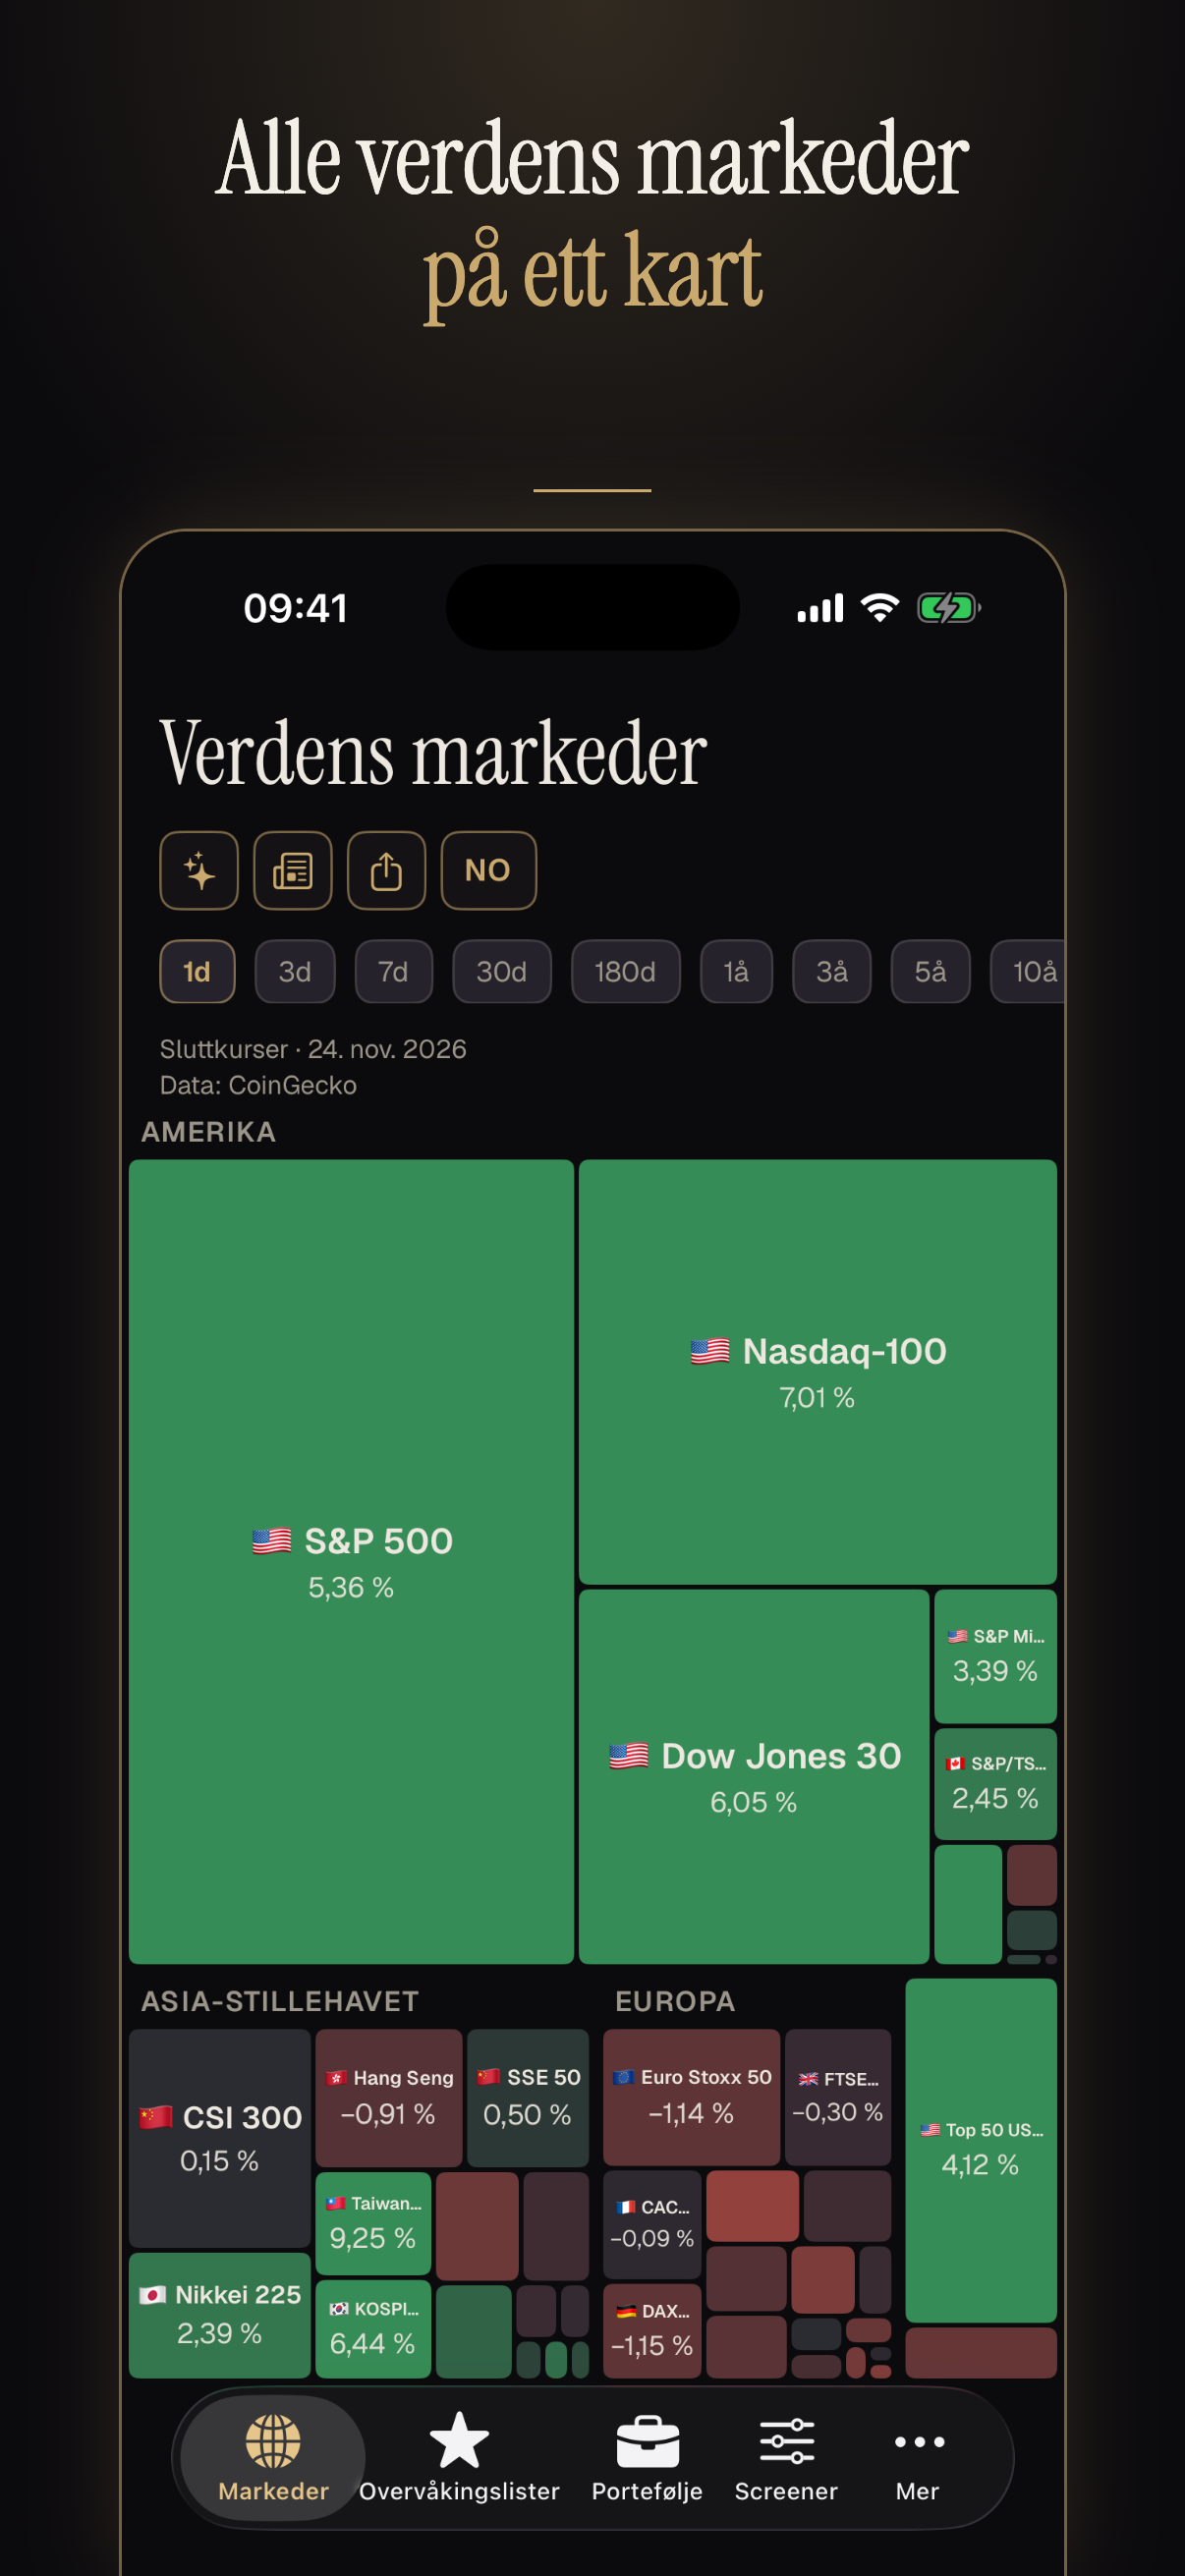 Alle verdens markeder
på ett kart
09:41
Verdens markeder
NO
1d 3d 7d 30d 180d 1å 3å 5å 10å
Sluttkurser · 24. nov. 2026
Data: CoinGecko
AMERIKA
S&P 500
5,36 %
Nasdaq-100
7,01 %
Dow Jones 30
6,05 %
S&P Mi...
3,39 %
S&P/TS...
2,45 %
ASIA-STILLEHAVET
CSI 300
0,15 %
Hang Seng
−0,91 %
SSE 50
0,50 %
Taiwan...
9,25 %
Nikkei 225
2,39 %
KOSPI...
6,44 %
EUROPA
Euro Stoxx 50
−1,14 %
FTSE...
−0,30 %
CAC...
−0,09 %
DAX...
−1,15 %
Top 50 US...
4,12 %
Markeder Overvåkingslister Portefølje Screener Mer